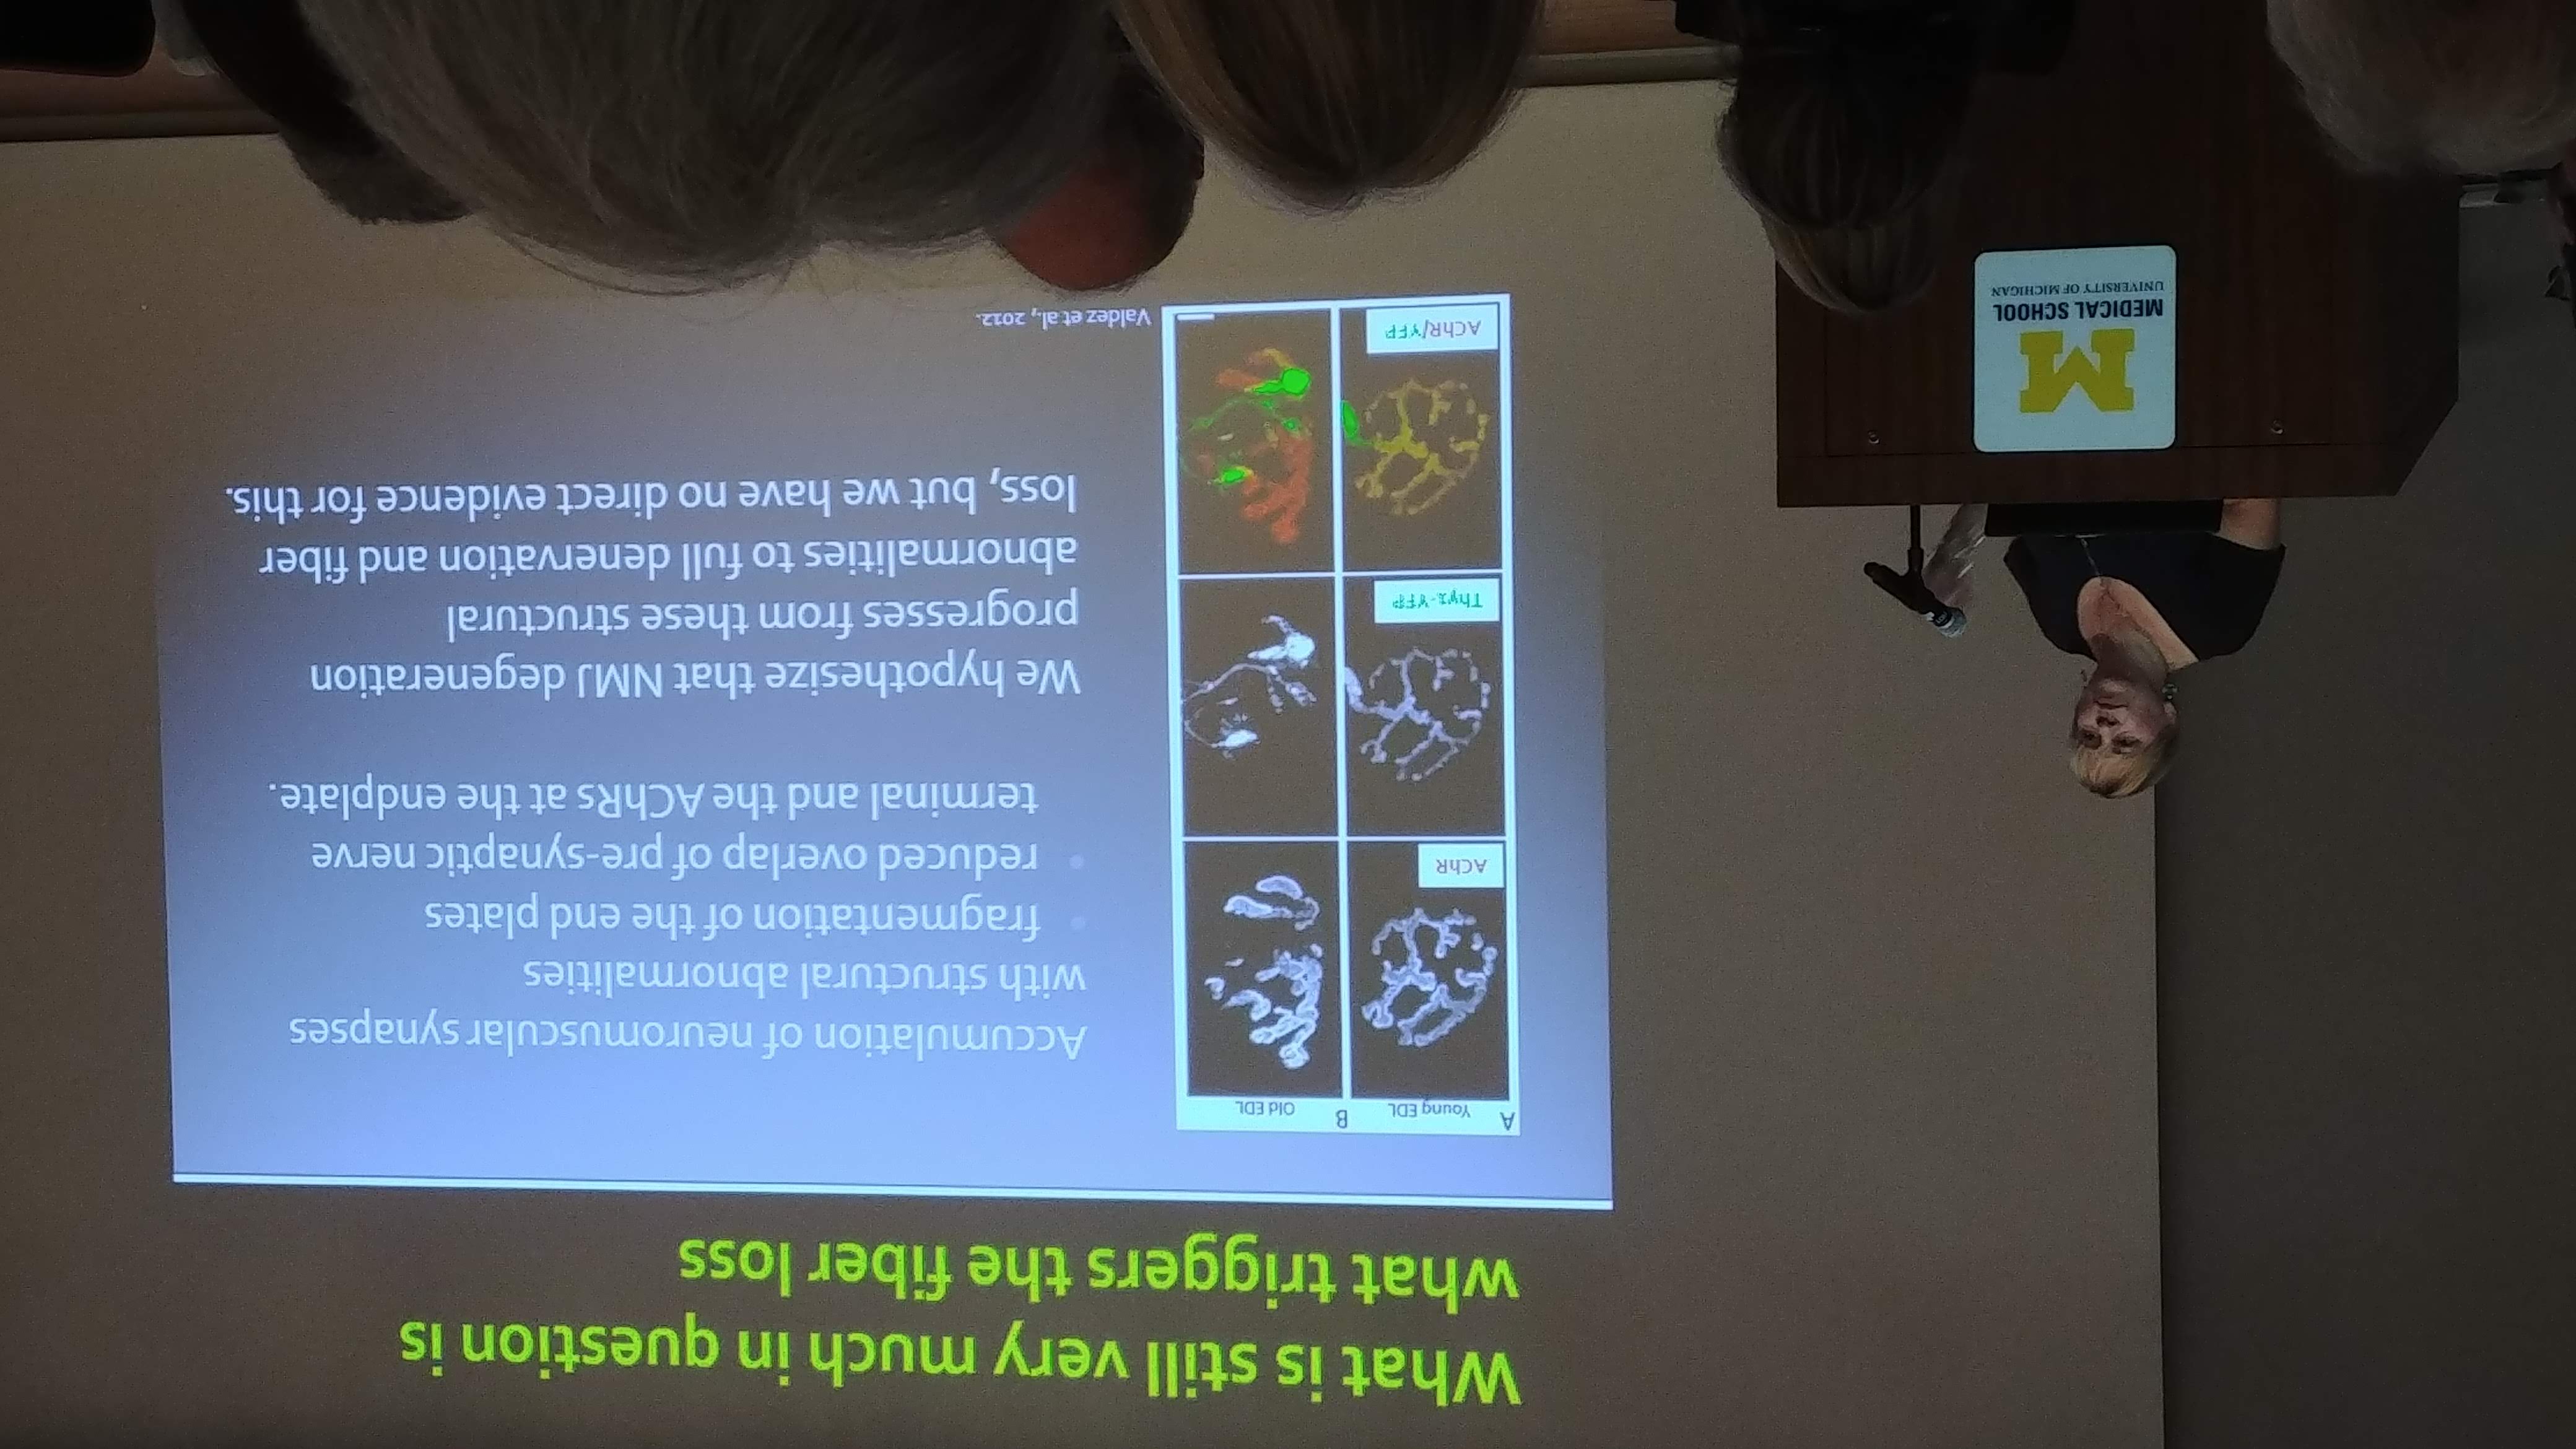 What is still very much in question is
what triggers the fiber loss
A Young EDL B Old EDL
AChR
Thy1-YFP
AChR/YFP
Accumulation of neuromuscular synapses
with structural abnormalities
• fragmentation of the end plates
• reduced overlap of pre-synaptic nerve
terminal and the AChRs at the endplate.
We hypothesize that NMJ degeneration
progresses from these structural
abnormalities to full denervation and fiber
loss, but we have no direct evidence for this.
Valdez et al., 2012.
M
MEDICAL SCHOOL
UNIVERSITY OF MICHIGAN